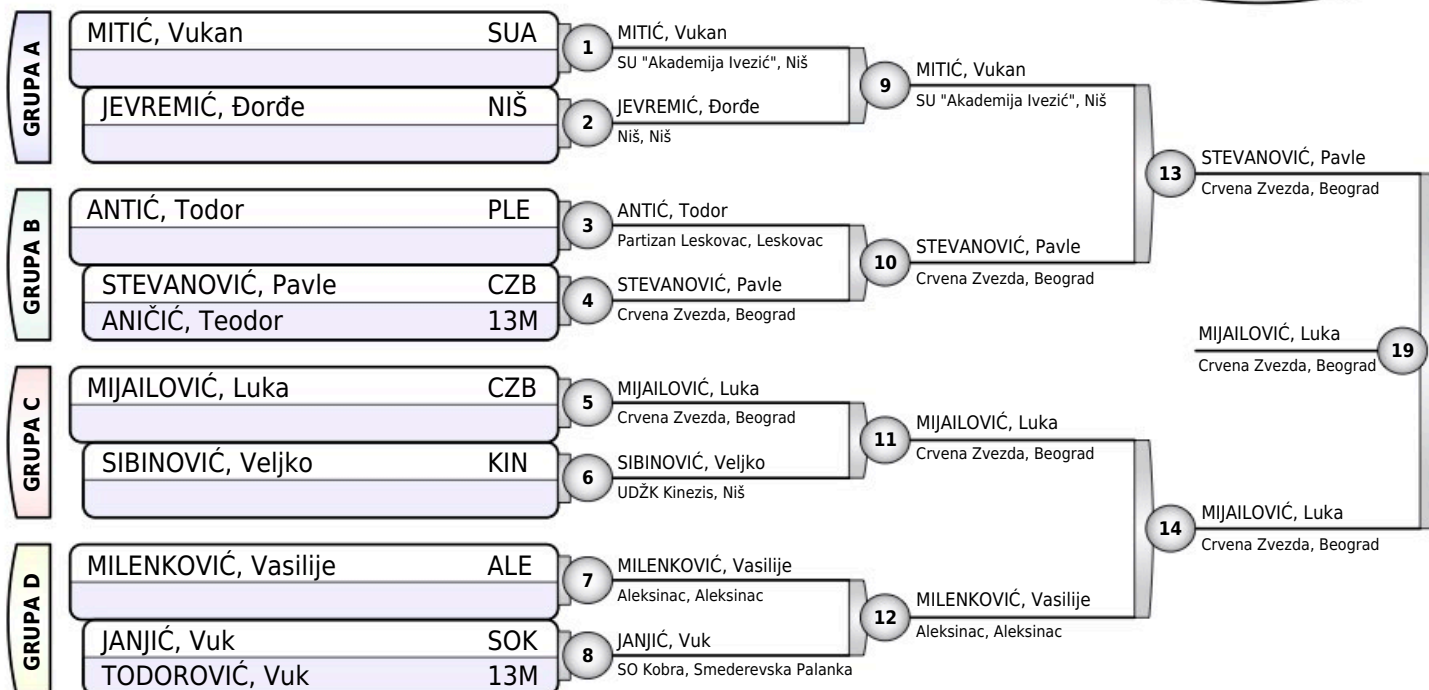 GRUPA A
MITIĆ, Vukan SUA
JEVREMIĆ, Đorđe NIŠ
1
MITIĆ, Vukan
SU "Akademija Ivezić", Niš
2
JEVREMIĆ, Đorđe
Niš, Niš
9
MITIĆ, Vukan
SU "Akademija Ivezić", Niš
GRUPA B
ANTIĆ, Todor PLE
STEVANOVIĆ, Pavle CZB
ANIČIĆ, Teodor 13M
3
ANTIĆ, Todor
Partizan Leskovac, Leskovac
4
STEVANOVIĆ, Pavle
Crvena Zvezda, Beograd
10
STEVANOVIĆ, Pavle
Crvena Zvezda, Beograd
13
STEVANOVIĆ, Pavle
Crvena Zvezda, Beograd
GRUPA C
MIJAILOVIĆ, Luka CZB
SIBINOVIĆ, Veljko KIN
5
MIJAILOVIĆ, Luka
Crvena Zvezda, Beograd
6
SIBINOVIĆ, Veljko
UDŽK Kinezis, Niš
11
MIJAILOVIĆ, Luka
Crvena Zvezda, Beograd
GRUPA D
MILENKOVIĆ, Vasilije ALE
JANJIĆ, Vuk SOK
TODOROVIĆ, Vuk 13M
7
MILENKOVIĆ, Vasilije
Aleksinac, Aleksinac
8
JANJIĆ, Vuk
SO Kobra, Smederevska Palanka
12
MILENKOVIĆ, Vasilije
Aleksinac, Aleksinac
14
MIJAILOVIĆ, Luka
Crvena Zvezda, Beograd
MIJAILOVIĆ, Luka
Crvena Zvezda, Beograd
19